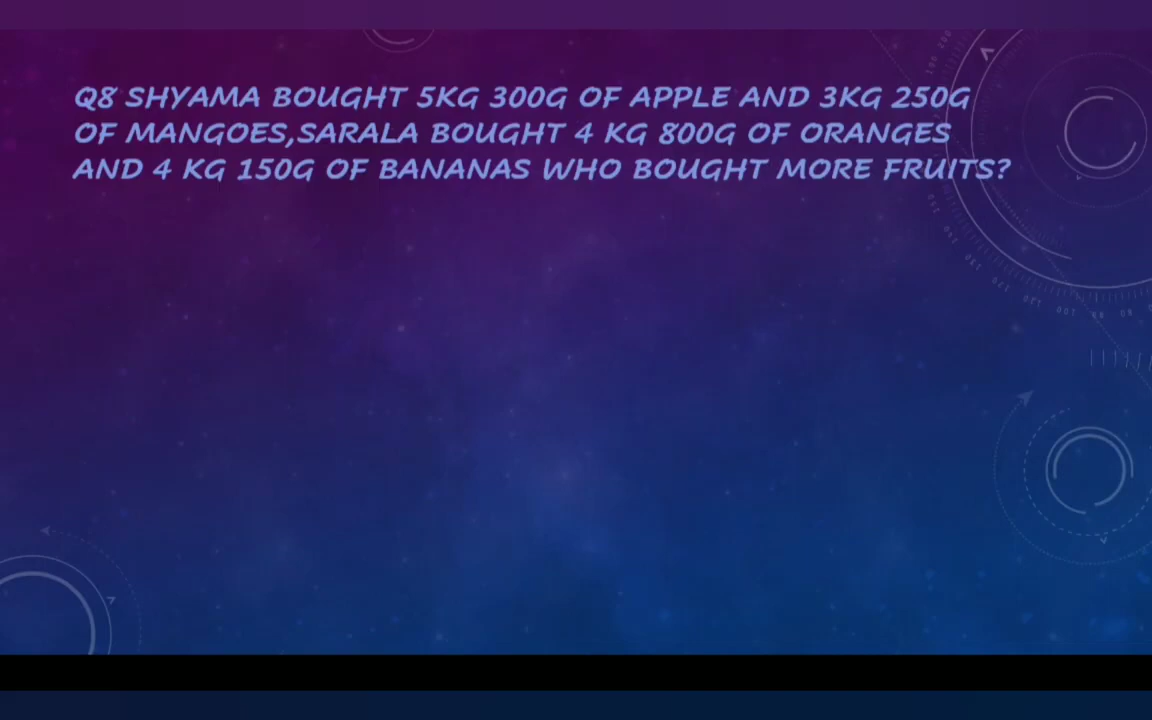 Q8 SHYAMA BOUGHT 5KG 300G OF APPLE AND 3KG 250G
OF MANGOES,SARALA BOUGHT 4 KG 800G OF ORANGES
AND 4 KG 150G OF BANANAS WHO BOUGHT MORE FRUITS?